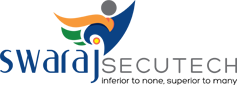 swaraj SECUTECH
inferior to none, superior to many